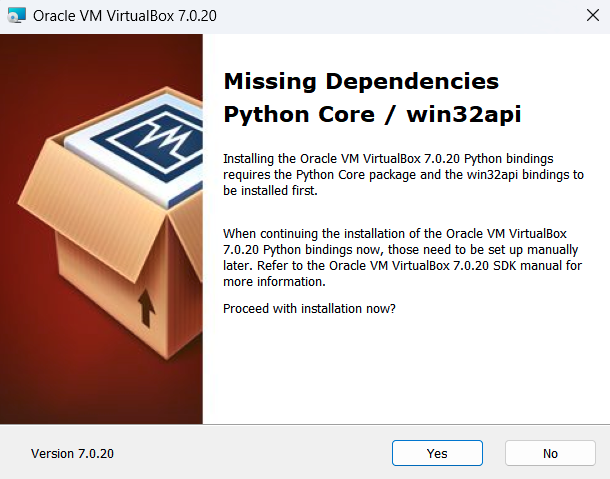 Oracle VM VirtualBox 7.0.20
Missing Dependencies
Python Core / win32api
Installing the Oracle VM VirtualBox 7.0.20 Python bindings
requires the Python Core package and the win32api bindings to
be installed first.
When continuing the installation of the Oracle VM VirtualBox
7.0.20 Python bindings now, those need to be set up manually
later. Refer to the Oracle VM VirtualBox 7.0.20 SDK manual for
more information.
Proceed with installation now?
Version 7.0.20
Yes
No